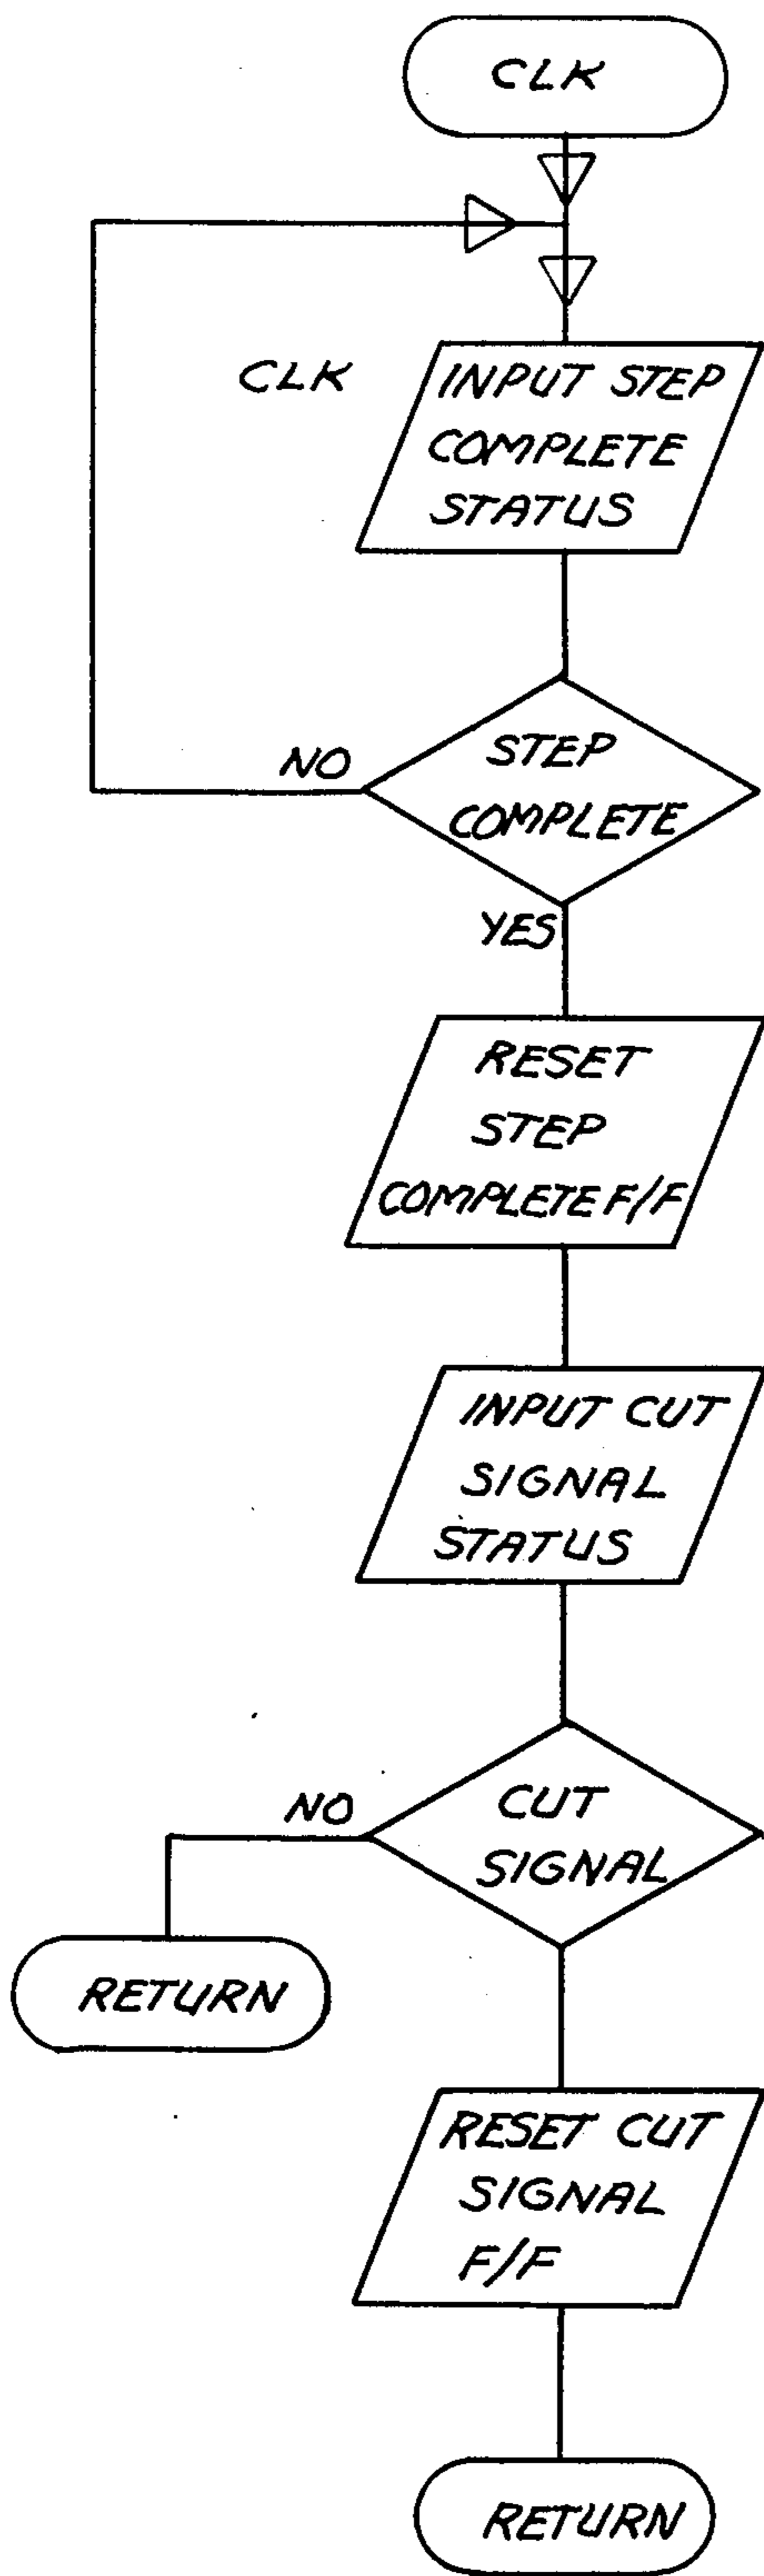 CLK
CLK
INPUT STEP
COMPLETE
STATUS
NO
STEP
COMPLETE
YES
RESET
STEP
COMPLETE F/F
INPUT CUT
SIGNAL
STATUS
NO
CUT
SIGNAL
RETURN
RESET CUT
SIGNAL
F/F
RETURN